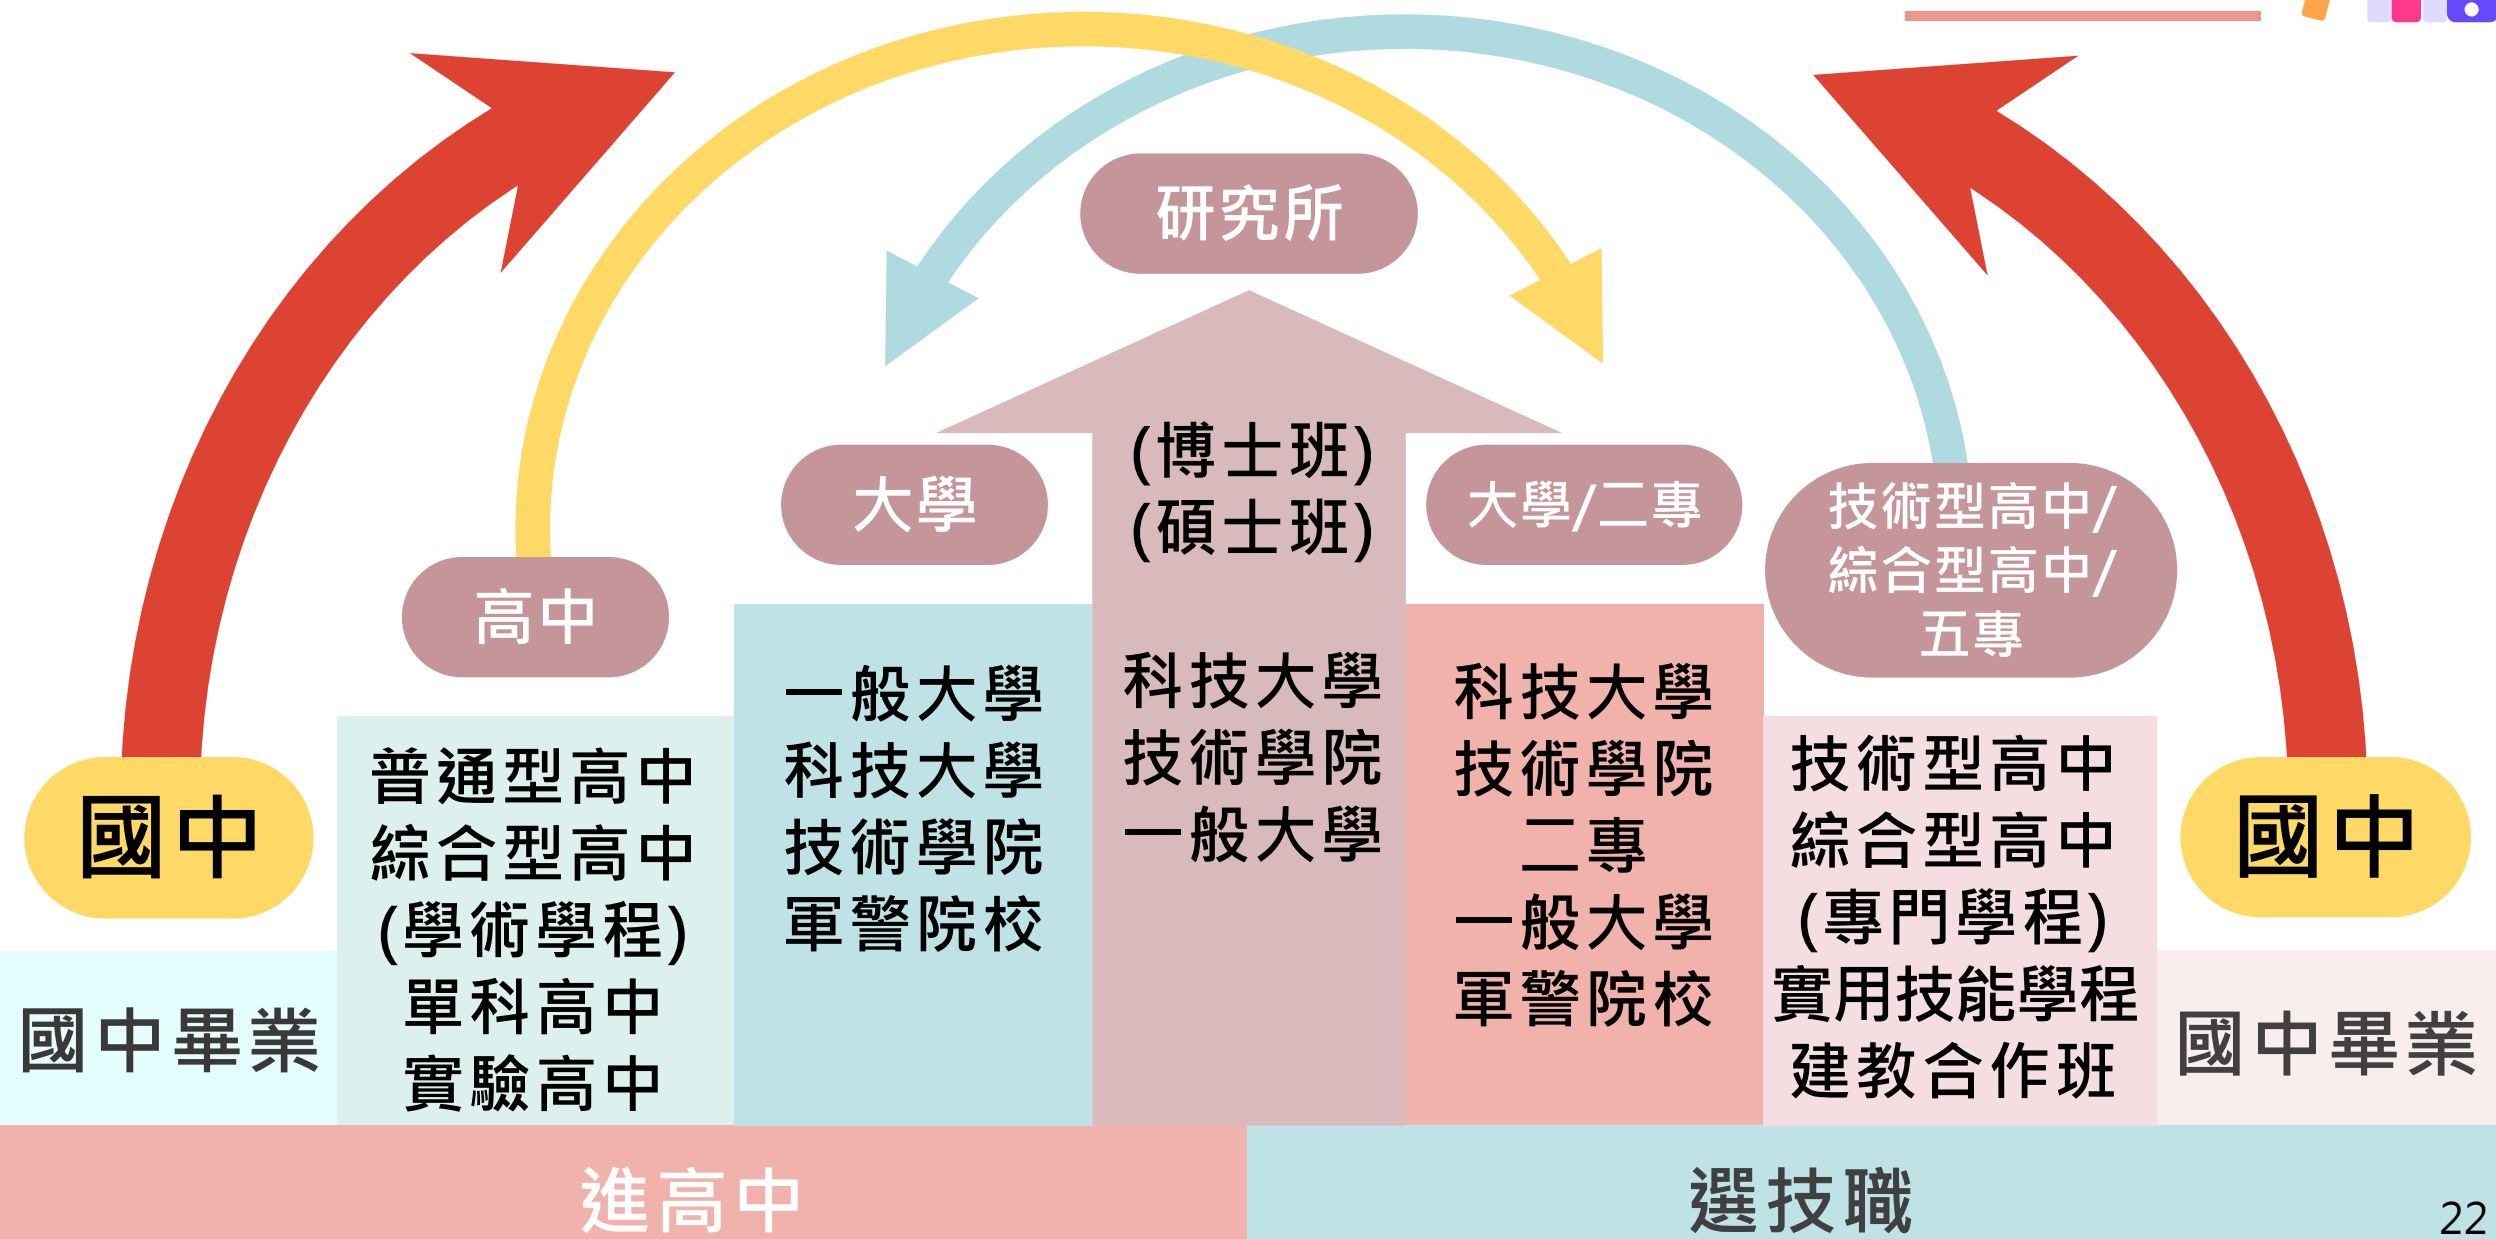 研究所
(博士班)
(碩士班)
大學
大學/二專
高中
技術型高中/
綜合型高中/
五專
國中
普通型高中
綜合型高中
(學術學程)
單科高中
實驗高中
一般大學
科技大學
技術學院
軍警院校
科技大學
技術學院
一般大學
科技大學
技術學院
二專
一般大學
軍警院校
技術型高中
綜合型高中
(專門學程)
實用技能學程
建教合作班
國中
國中畢業
國中畢業
進高中
選技職
22